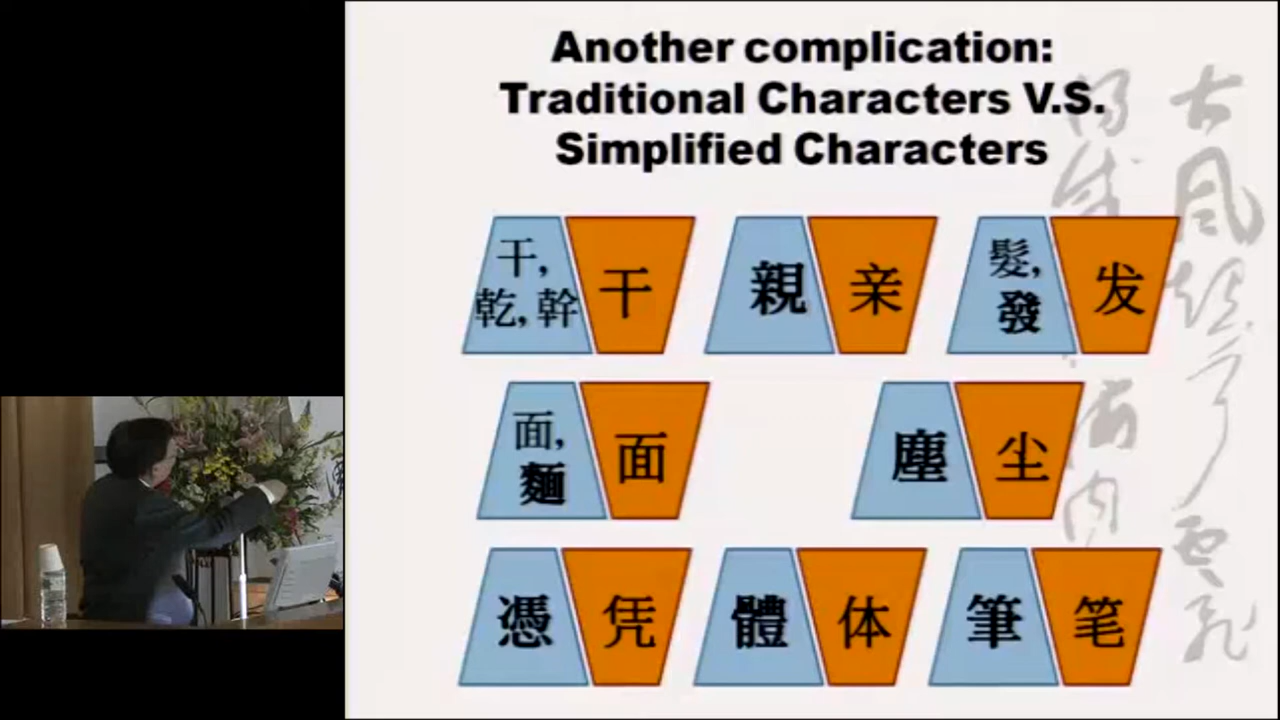 Another complication:
Traditional Characters V.S.
Simplified Characters
干,
乾, 幹
干
親
亲
髮,
發
发
面,
麵
面
塵
尘
憑
凭
體
体
筆
笔